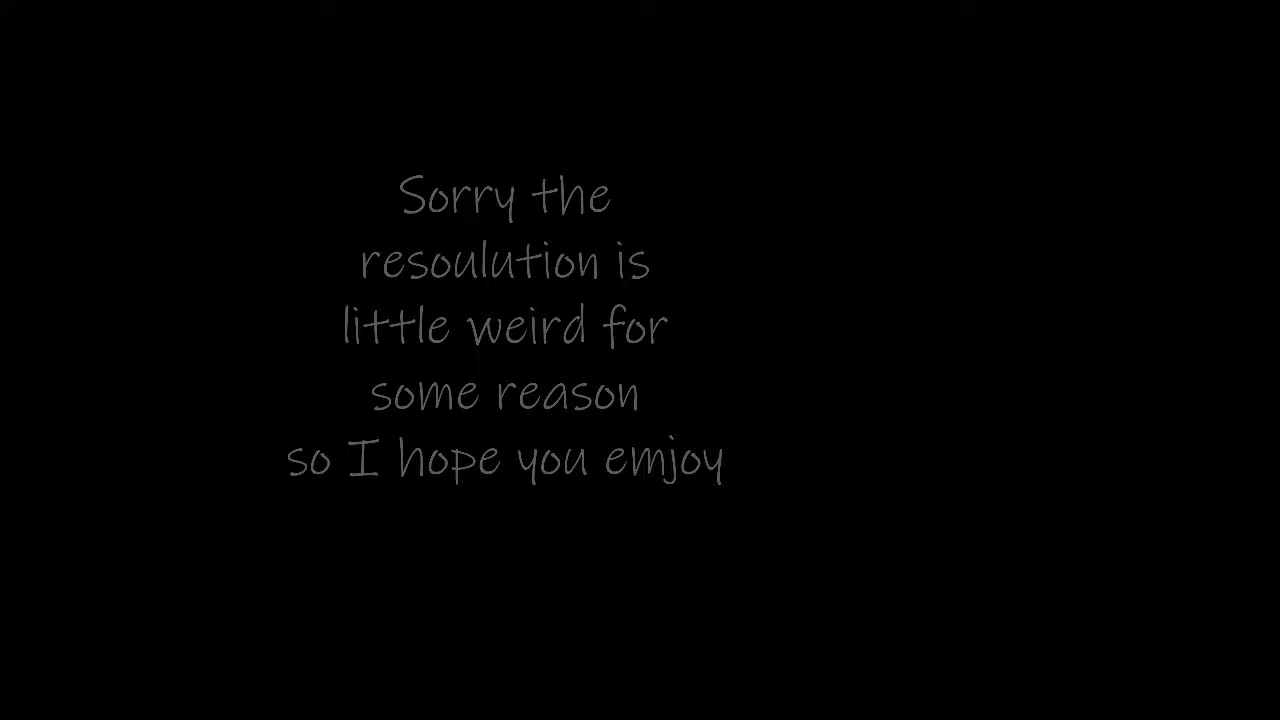 Sorry the
resoulution is
little weird for
some reason
so I hope you emjoy